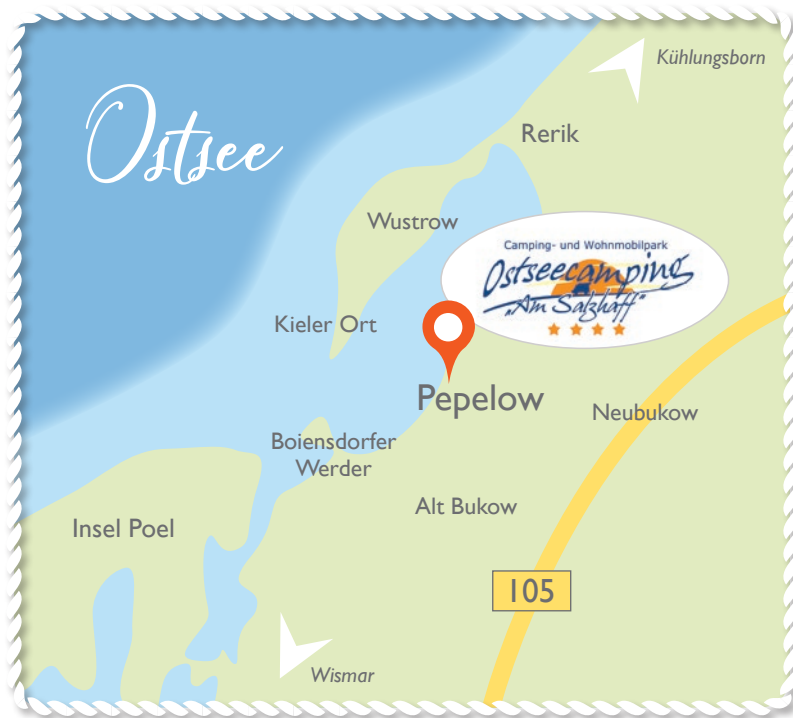 Ostsee
Kühlungsborn
Rerik
Wustrow
Camping- und Wohnmobilpark
Ostseecamping
„Am Salzhaff“
Kieler Ort
Pepelow
Neubukow
Boiensdorfer
Werder
Alt Bukow
Insel Poel
105
Wismar